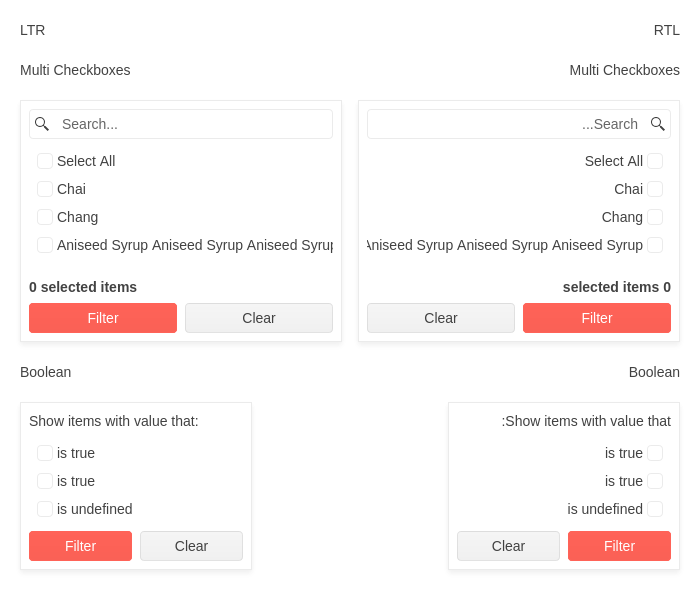 LTR
RTL
Multi Checkboxes
Multi Checkboxes
Search...
Select All
Chai
Chang
Aniseed Syrup Aniseed Syrup Aniseed Syrup
0 selected items
Filter Clear
...Search
Select All
Chai
Chang
Aniseed Syrup Aniseed Syrup Aniseed Syrup
selected items 0
Clear Filter
Boolean
Boolean
Show items with value that:
is true
is true
is undefined
Filter Clear
:Show items with value that
is true
is true
is undefined
Clear Filter